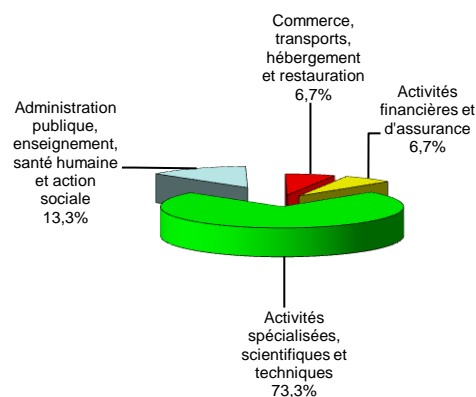 Commerce,
transports,
hébergement
et restauration
6,7%
Activités
financières et
d'assurance
6,7%
Administration
publique,
enseignement,
santé humaine
et action
sociale
13,3%
Activités
spécialisées,
scientifiques et
techniques
73,3%